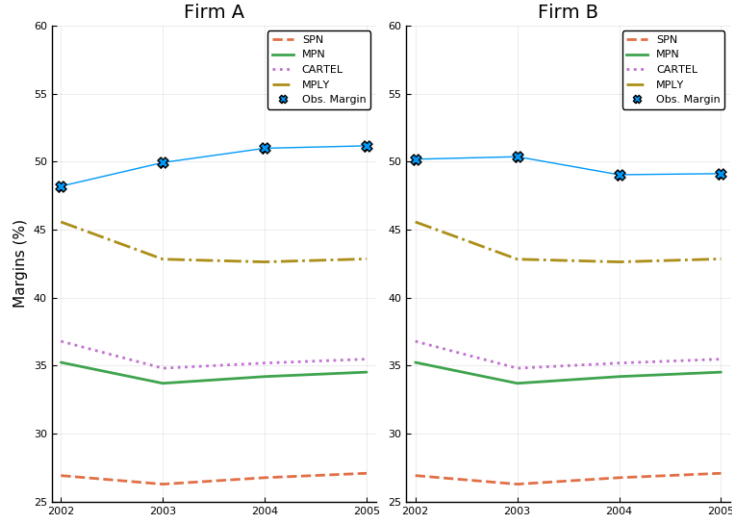 Firm A
Firm B
Margins (%)
60
55
50
45
40
35
30
25
2002
2003
2004
2005
SPN
MPN
CARTEL
MPLY
Obs. Margin
60
55
50
45
40
35
30
25
2002
2003
2004
2005
SPN
MPN
CARTEL
MPLY
Obs. Margin